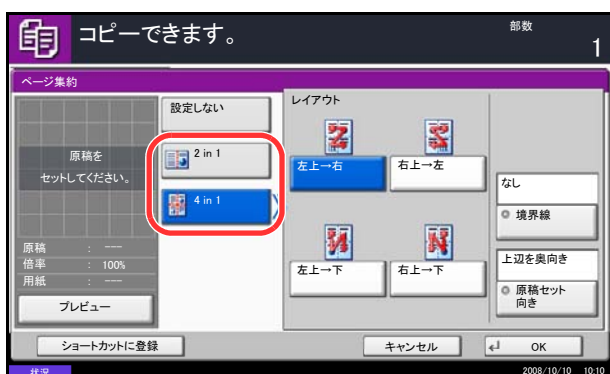 コピーできます。
部数
1
ページ集約
原稿を
セットしてください。
原稿 : ---
倍率 : 100%
用紙 : ---
プレビュー
設定しない
2 in 1
4 in 1
レイアウト
左上→右
右上→左
左上→下
右上→下
なし
境界線
上辺を奥向き
原稿セット
向き
ショートカットに登録
キャンセル
OK
状況
2008/10/10 10:10